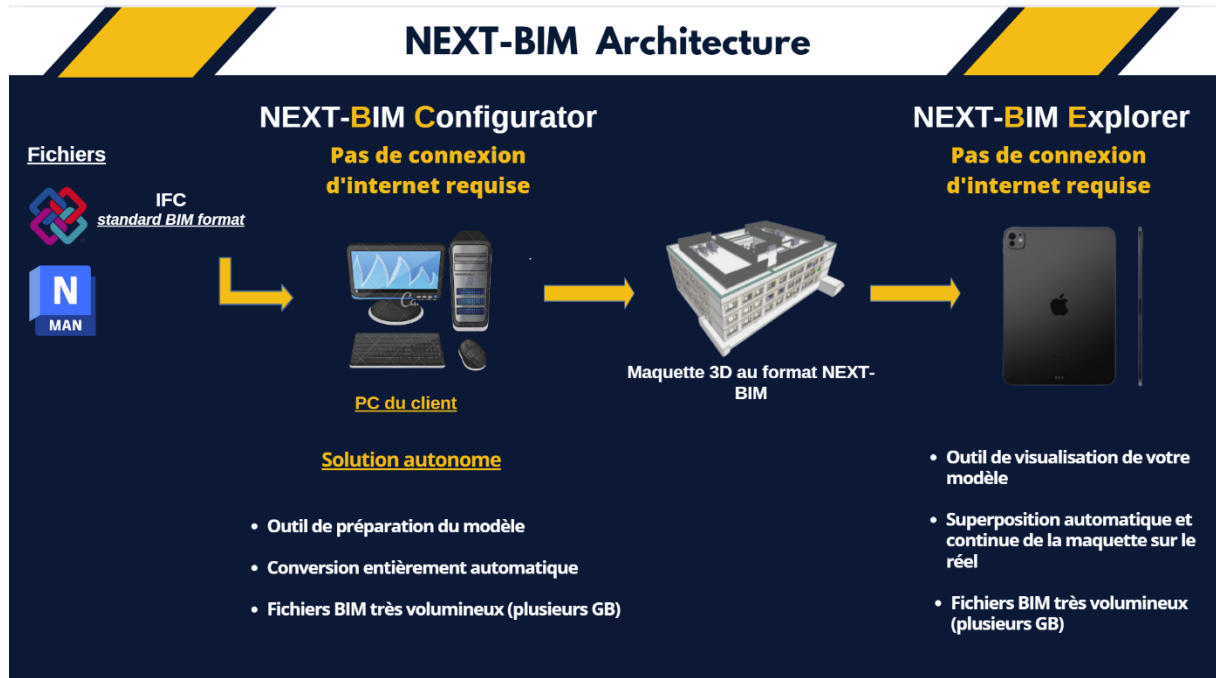 NEXT-BIM Architecture
NEXT-BIM Configurator
Pas de connexion
d'internet requise
NEXT-BIM Explorer
Pas de connexion
d'internet requise
Fichiers
IFC
standard BIM format
N
MAN
PC du client
Solution autonome
• Outil de préparation du modèle
• Conversion entièrement automatique
• Fichiers BIM très volumineux (plusieurs GB)
Maquette 3D au format NEXT-
BIM
• Outil de visualisation de votre
modèle
• Superposition automatique et
continue de la maquette sur le
réel
• Fichiers BIM très volumineux
(plusieurs GB)